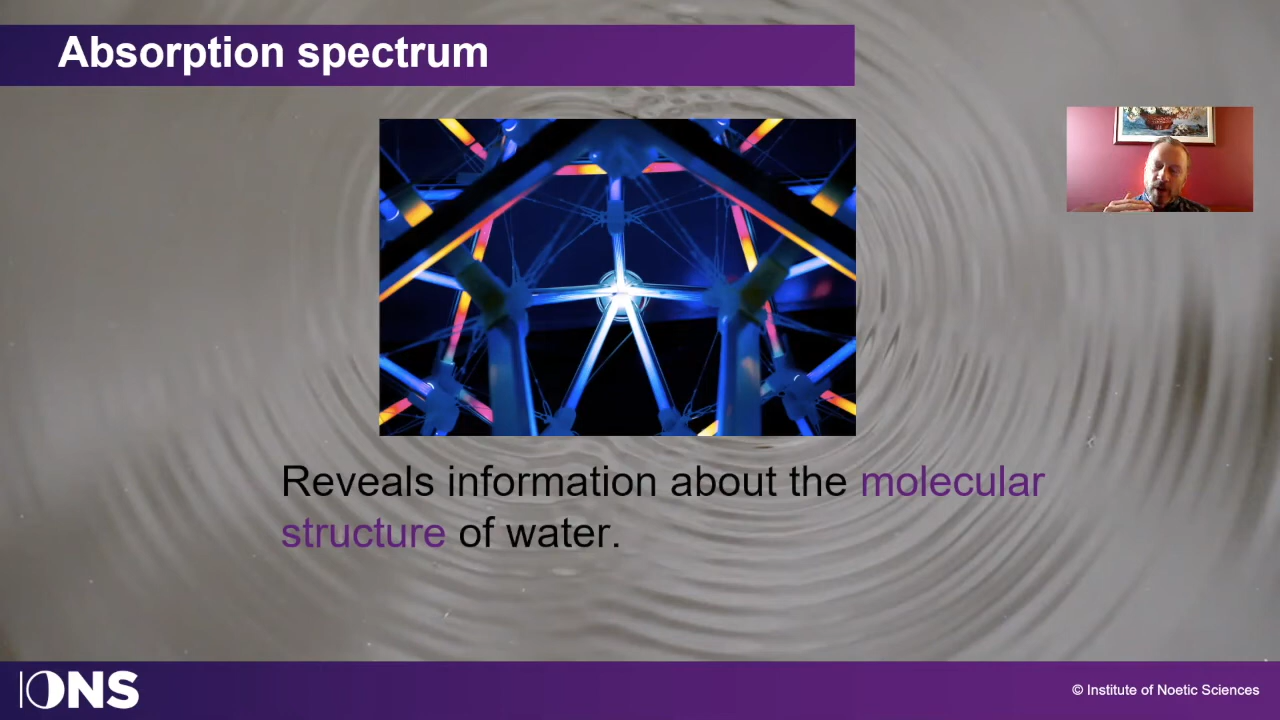 Absorption spectrum
Reveals information about the molecular
structure of water.
IONS
© Institute of Noetic Sciences